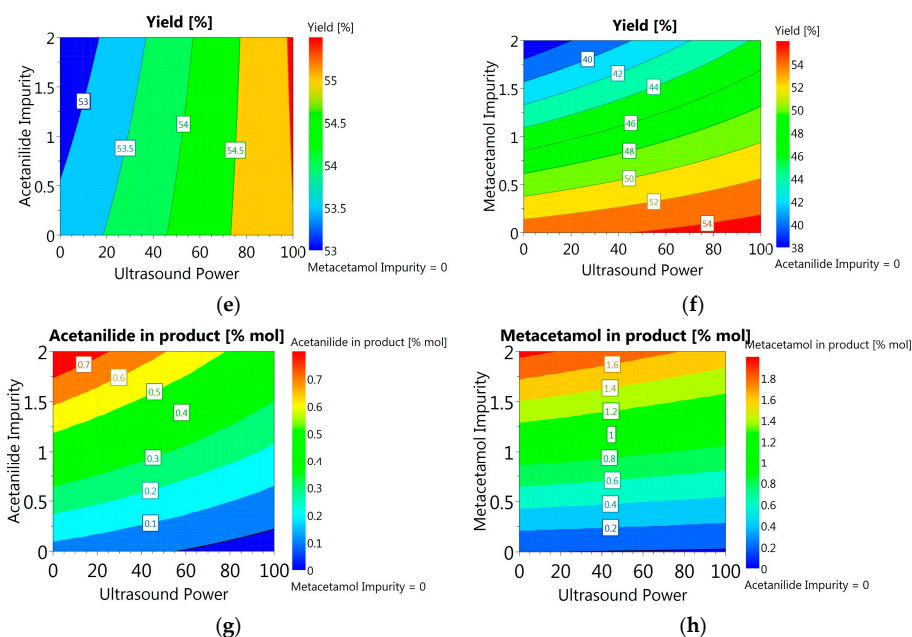 Yield [%]
Yield [%]
2
1.5
1
0.5
0
Acetanilide Impurity
53
53.5
54
54.5
0 20 40 60 80 100
Ultrasound Power
55
54.5
54
53.5
53
Metacetamol Impurity = 0
(e)
Yield [%]
Yield [%]
2
1.5
1
0.5
0
Metacetamol Impurity
40
42
44
46
48
50
52
54
0 20 40 60 80 100
Ultrasound Power
54
52
50
48
46
44
42
40
38
Acetanilide Impurity = 0
(f)
Acetanilide in product [% mol]
Acetanilide in product [% mol]
2
1.5
1
0.5
0
Acetanilide Impurity
0.7
0.6
0.5
0.4
0.3
0.2
0.1
0 20 40 60 80 100
Ultrasound Power
0.7
0.6
0.5
0.4
0.3
0.2
0.1
0
Metacetamol Impurity = 0
(g)
Metacetamol in product [% mol]
Metacetamol in product [% mol]
2
1.5
1
0.5
0
Metacetamol Impurity
1.6
1.4
1.2
1
0.8
0.6
0.4
0.2
0 20 40 60 80 100
Ultrasound Power
1.8
1.6
1.4
1.2
1
0.8
0.6
0.4
0.2
0
Acetanilide Impurity = 0
(h)